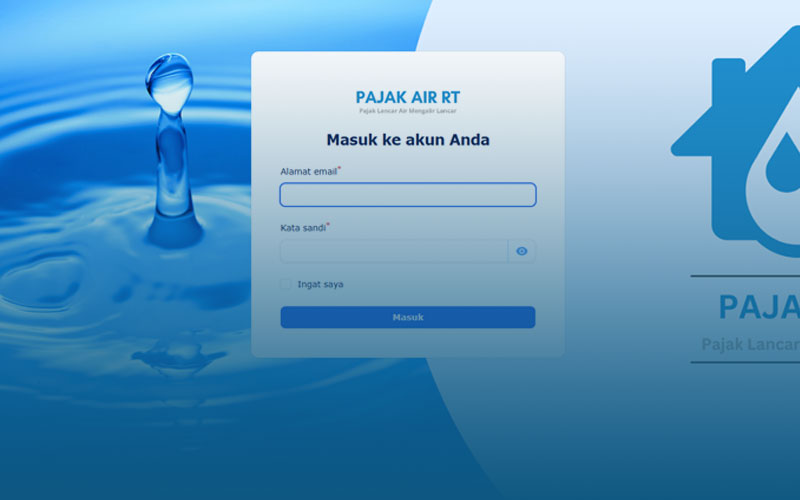 PAJAK AIR RT
Pajak Lancar Air Mengalir Lancar
Masuk ke akun Anda
Alamat email*
Kata sandi*
Ingat saya
Masuk
PAJA
Pajak Lancar